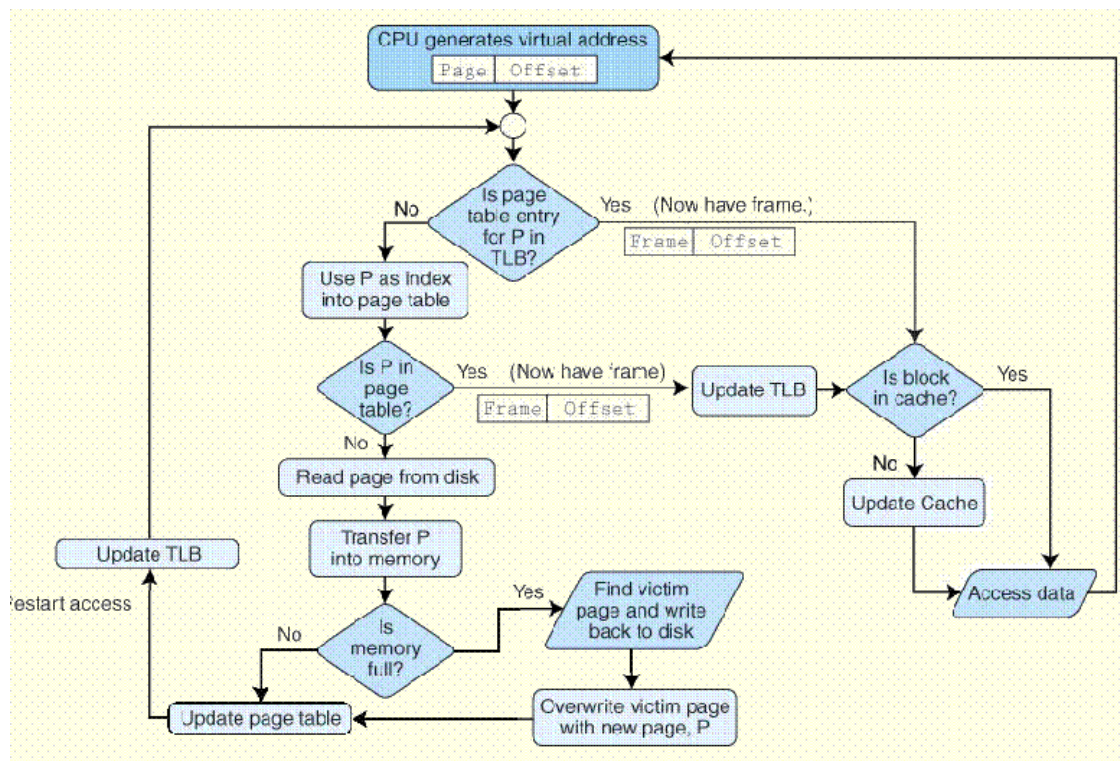 CPU generates virtual address
Page Offset
Is page
table entry
for P in
TLB?
No
Yes (Now have frame.)
Frame Offset
Use P as Index
into page table
Is P in
page
table?
Yes (Now have frame)
Frame Offset
Update TLB
Is block
in cache?
Yes
No
No
Read page from disk
Update Cache
Transfer P
into memory
Update TLB
Restart access
Access data
Is
memory
full?
No
Yes
Find victim
page and write
back to disk
Update page table
Overwrite victim page
with new page, P